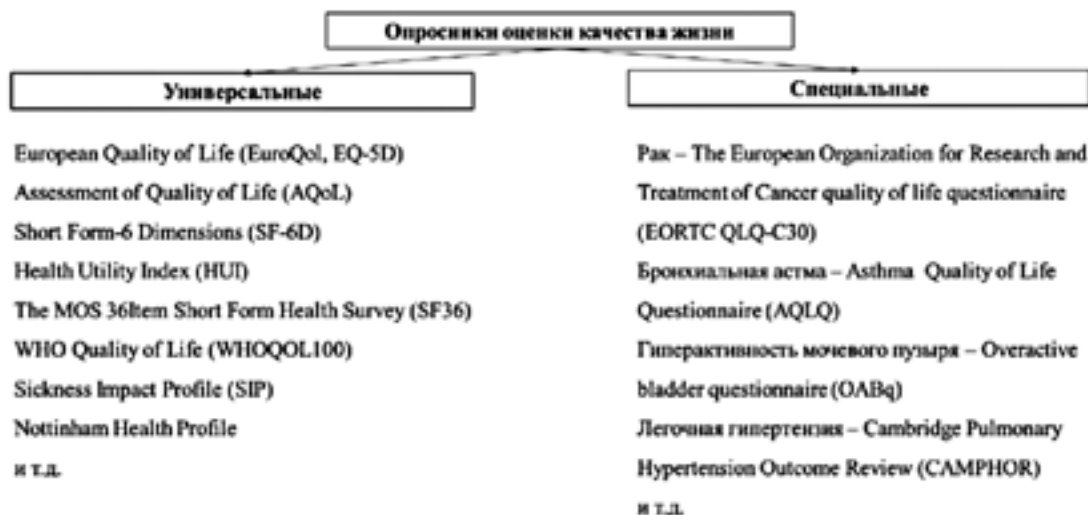 Опросники оценки качества жизни
Универсальные
European Quality of Life (EuroQol, EQ-5D)
Assessment of Quality of Life (AQoL)
Short Form-6 Dimensions (SF-6D)
Health Utility Index (HUI)
The MOS 36Item Short Form Health Survey (SF36)
WHO Quality of Life (WHOQOL100)
Sickness Impact Profile (SIP)
Nottinham Health Profile
и т.д.
Специальные
Рак – The European Organization for Research and
Treatment of Cancer quality of life questionnaire
(EORTC QLQ-C30)
Бронхиальная астма – Asthma Quality of Life
Questionnaire (AQLQ)
Гиперактивность мочевого пузыря – Overactive
bladder questionnaire (OABq)
Легочная гипертензия – Cambridge Pulmonary
Hypertension Outcome Review (CAMPHOR)
и т.д.